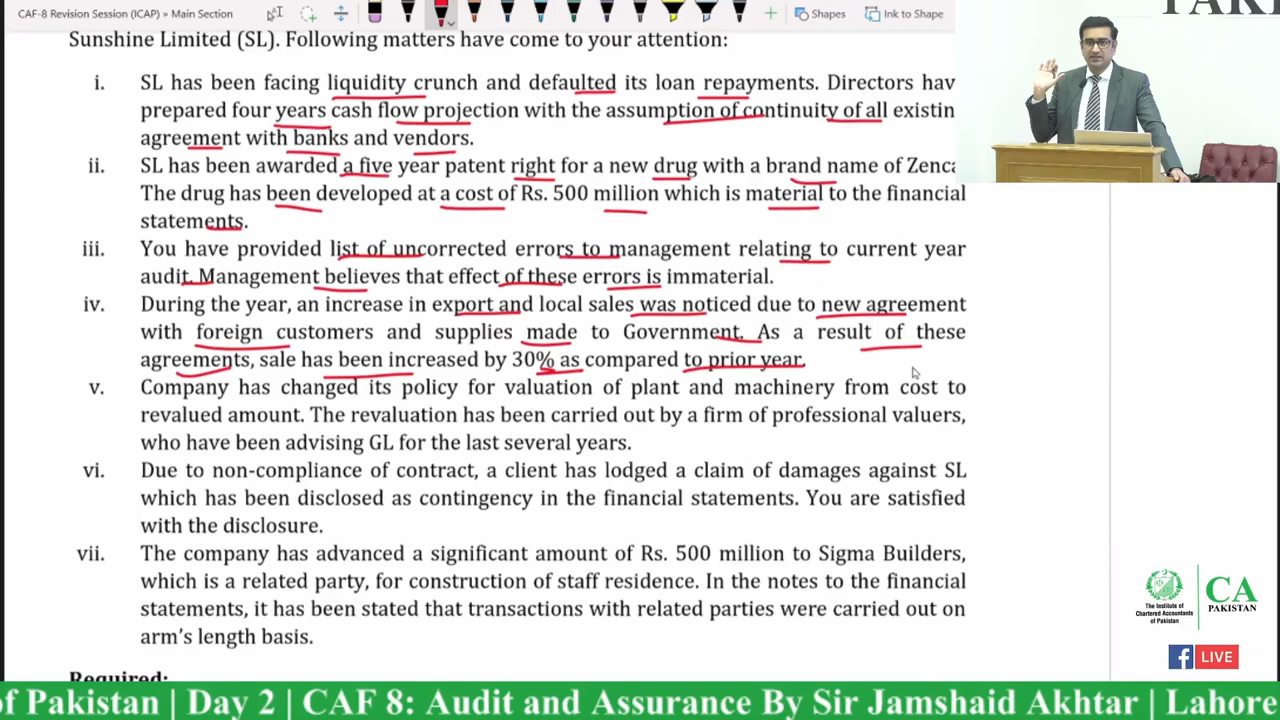 CAF-8 Revision Session (ICAP) » Main Section
Shapes
Ink to Shape
Sunshine Limited (SL). Following matters have come to your attention:
i. SL has been facing liquidity crunch and defaulted its loan repayments. Directors hav
prepared four years cash flow projection with the assumption of continuity of all existin
agreement with banks and vendors.
ii. SL has been awarded a five year patent right for a new drug with a brand name of Zenca
The drug has been developed at a cost of Rs. 500 million which is material to the financial
statements.
iii. You have provided list of uncorrected errors to management relating to current year
audit. Management believes that effect of these errors is immaterial.
iv. During the year, an increase in export and local sales was noticed due to new agreement
with foreign customers and supplies made to Government. As a result of these
agreements, sale has been increased by 30% as compared to prior year.
v. Company has changed its policy for valuation of plant and machinery from cost to
revalued amount. The revaluation has been carried out by a firm of professional valuers,
who have been advising GL for the last several years.
vi. Due to non-compliance of contract, a client has lodged a claim of damages against SL
which has been disclosed as contingency in the financial statements. You are satisfied
with the disclosure.
vii. The company has advanced a significant amount of Rs. 500 million to Sigma Builders,
which is a related party, for construction of staff residence. In the notes to the financial
statements, it has been stated that transactions with related parties were carried out on
arm's length basis.
Required:
The Institute of
Chartered Accountants
of Pakistan
CA
PAKISTAN
f LIVE
of Pakistan | Day 2 | CAF 8: Audit and Assurance By Sir Jamshaid Akhtar | Lahore